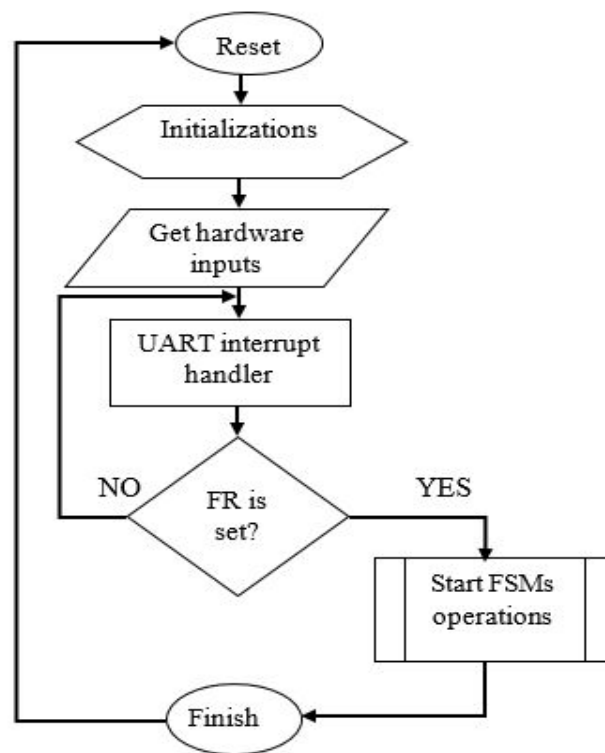 Reset
Initializations
Get hardware
inputs
UART interrupt
handler
NO
FR is
set?
YES
Start FSMs
operations
Finish